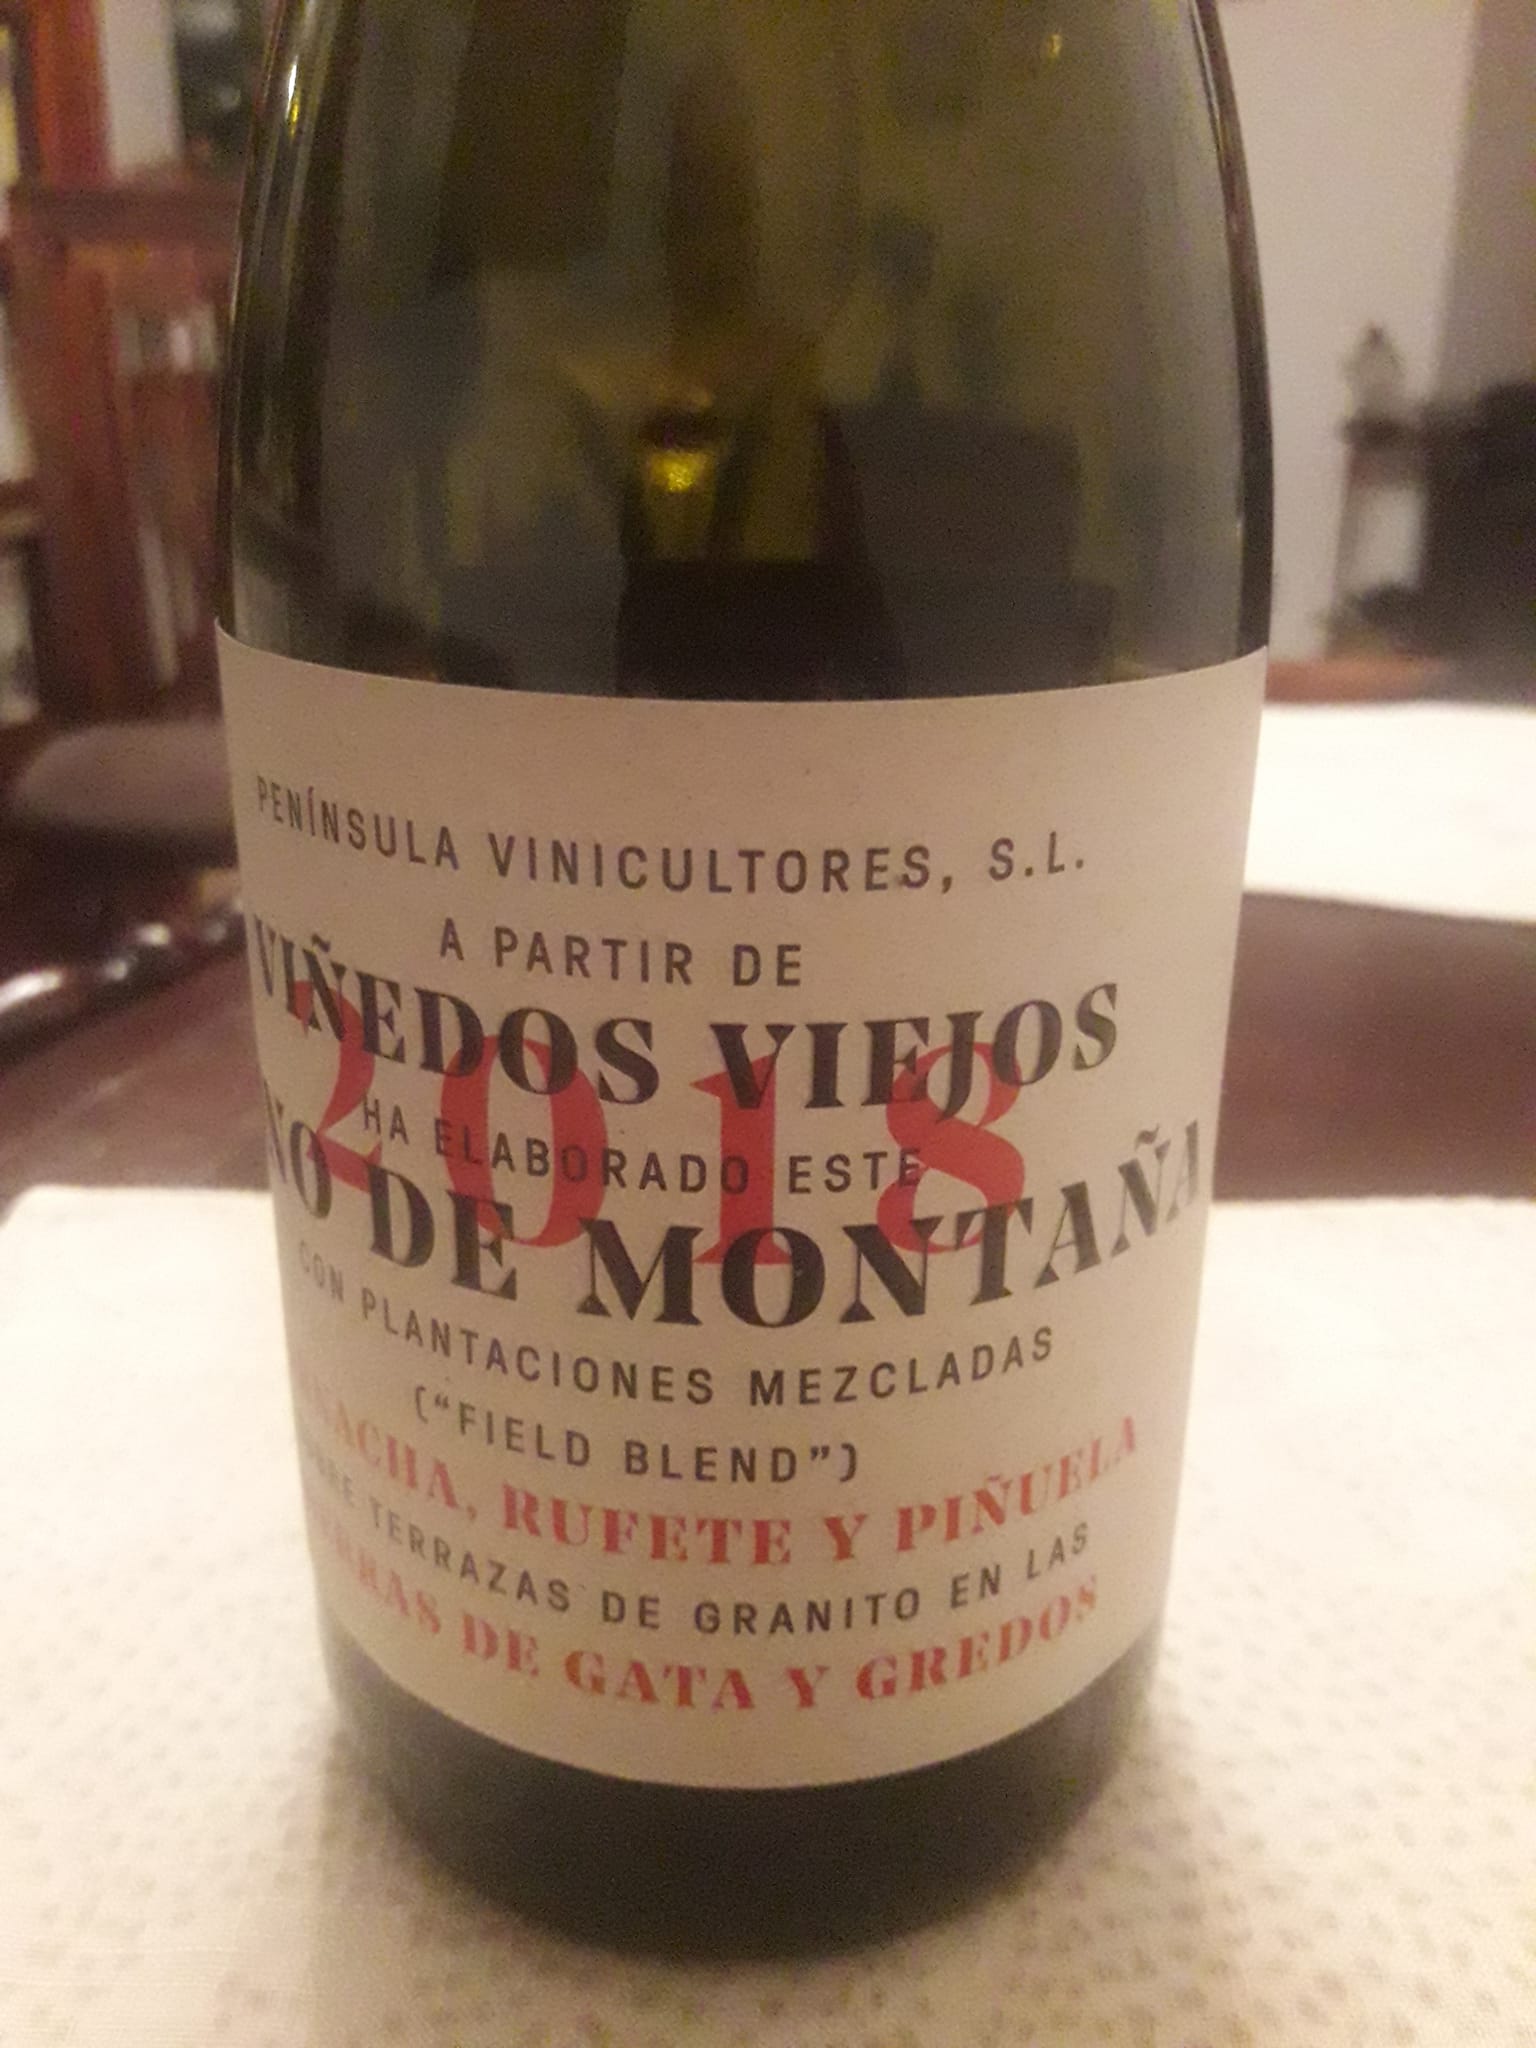 PENÍNSULA VINICULTORES, S.L.
A PARTIR DE
VIÑEDOS VIEJOS
2018
HA ELABORADO ESTE
DE MONTAÑA
CON PLANTACIONES MEZCLADAS
(“FIELD BLEND”)
RUFETE Y PIÑUELA
TERRAZAS DE GRANITO EN LAS
DE GATA Y GREDOS